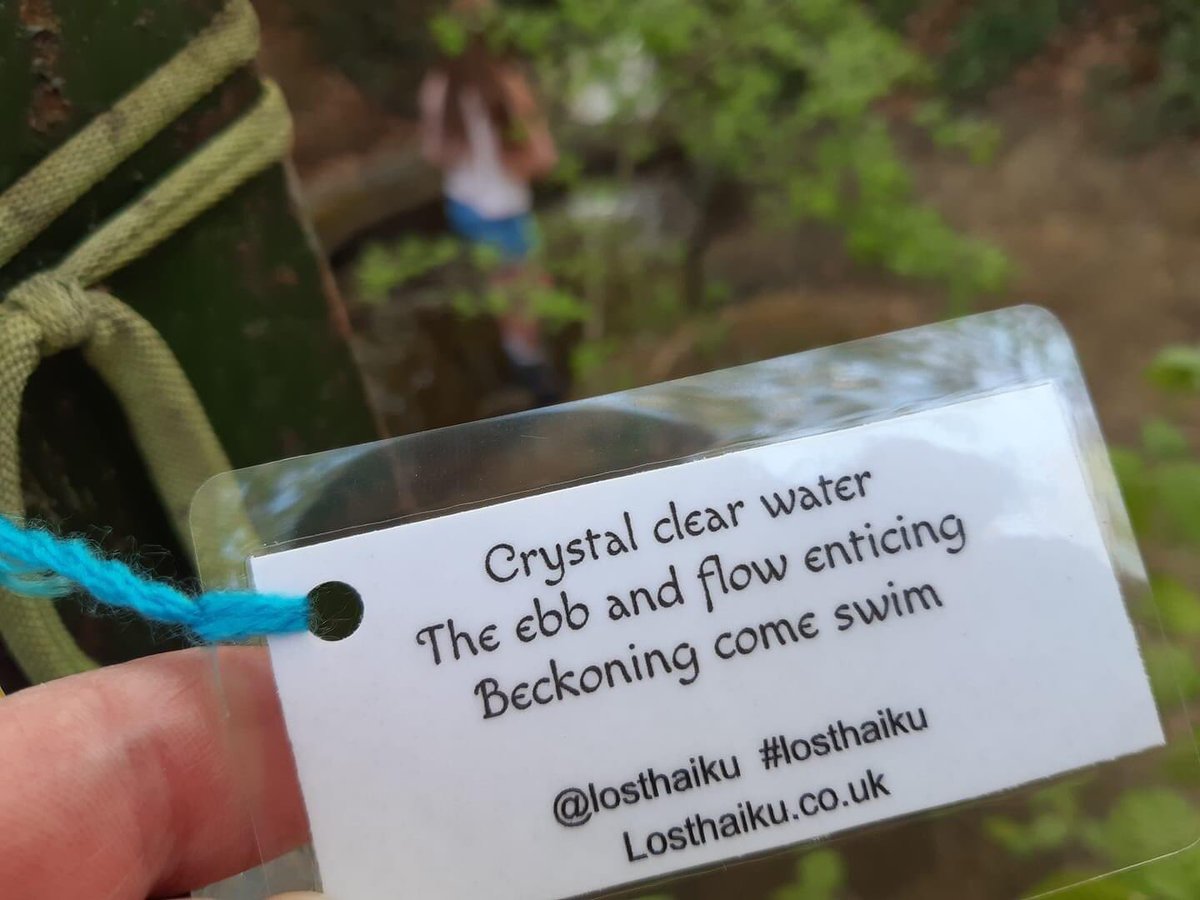 Crystal clear water
The ebb and flow enticing
Beckoning come swim
@losthaiku #losthaiku
Losthaiku.co.uk